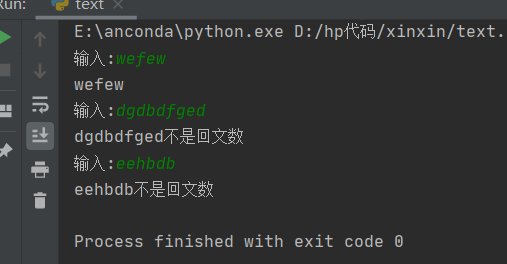 Run: text ×
E:\anconda\python.exe D:/hp代码/xinxin/text.
输入:wefew
wefew
输入:dgdbdfged
dgdbdfged不是回文数
输入:eehbdb
eehbdb不是回文数
Process finished with exit code 0